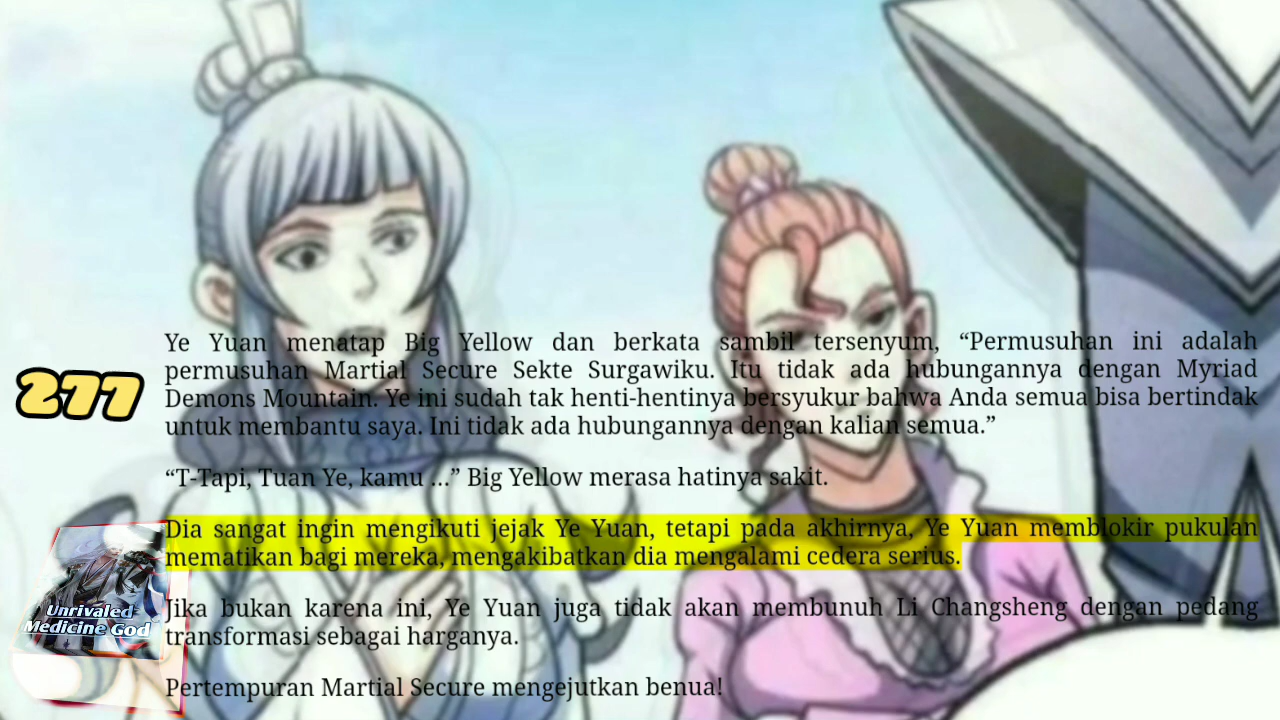 Ye Yuan menatap Big Yellow dan berkata sambil tersenyum, “Permusuhan ini adalah
permusuhan Martial Secure Sekte Surgawiku. Itu tidak ada hubungannya dengan Myriad
Demons Mountain. Ye ini sudah tak henti-hentinya bersyukur bahwa Anda semua bisa bertindak
untuk membantu saya. Ini tidak ada hubungannya dengan kalian semua.”
277
“T-Tapi, Tuan Ye, kamu ...” Big Yellow merasa hatinya sakit.
Dia sangat ingin mengikuti jejak Ye Yuan, tetapi pada akhirnya, Ye Yuan memblokir pukulan
mematikan bagi mereka, mengakibatkan dia mengalami cedera serius.
Jika bukan karena ini, Ye Yuan juga tidak akan membunuh Li Changsheng dengan pedang
transformasi sebagai harganya.
Unrivaled
Medicine God
Pertempuran Martial Secure mengejutkan benua!